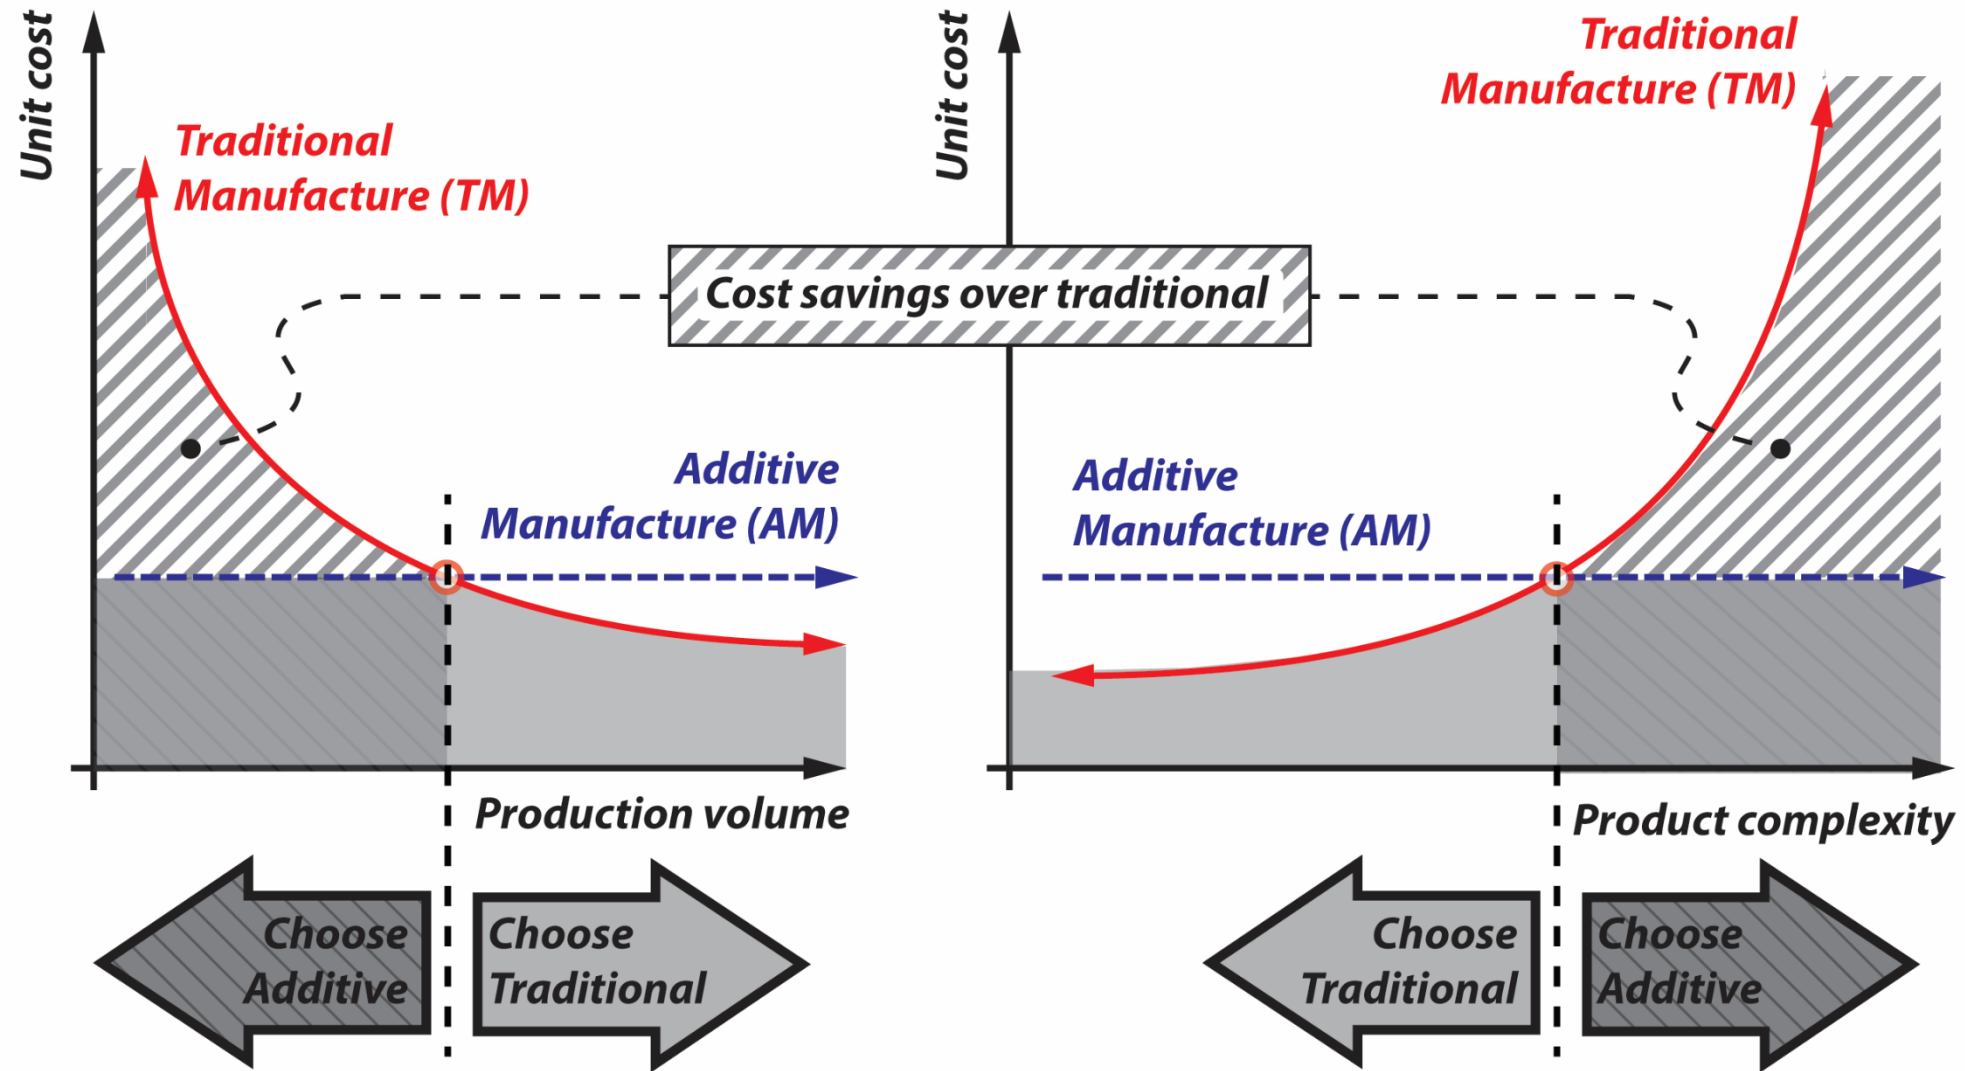 Unit cost
Traditional
Manufacture (TM)
Additive
Manufacture (AM)
Production volume
Choose
Additive
Choose
Traditional
Cost savings over traditional
Unit cost
Traditional
Manufacture (TM)
Additive
Manufacture (AM)
Product complexity
Choose
Traditional
Choose
Additive